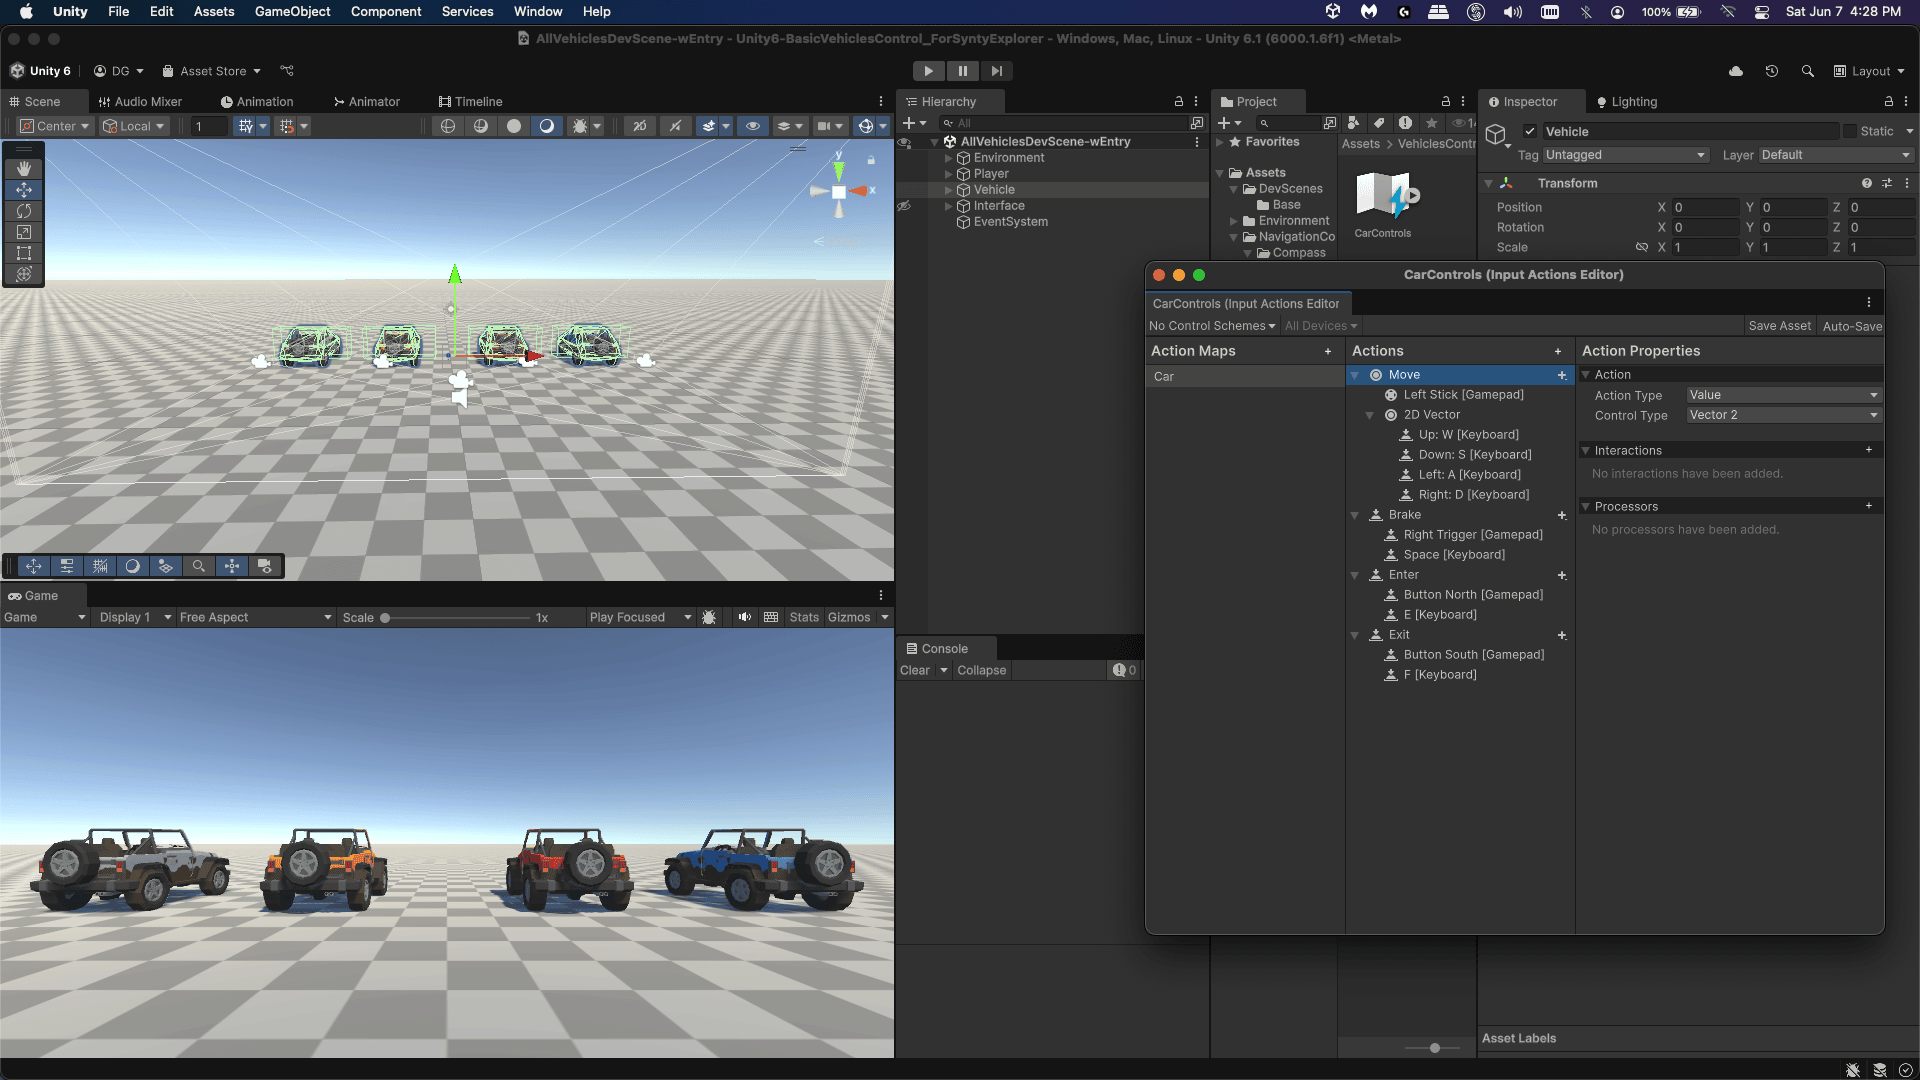 Unity File Edit Assets GameObject Component Services Window Help 100% Sat Jun 7 4:28 PM
AllVehiclesDevScene-wEntry - Unity6-BasicVehiclesControl_ForSyntyExplorer - Windows, Mac, Linux - Unity 6.1 (6000.1.6f1) <Metal>
Unity 6 DG Asset Store Layout
Scene Audio Mixer Animation Animator Timeline
Center Local 1 2D
y
x
Hierarchy
All
AllVehiclesDevScene-wEntry
Environment
Player
Vehicle
Interface
EventSystem
Project
Favorites
Assets
DevScenes
Base
Environment
NavigationCo
Compass
Assets > VehiclesContr
CarControls
Inspector Lighting
Vehicle Static
Tag Untagged Layer Default
Transform
Position X 0 Y 0 Z 0
Rotation X 0 Y 0 Z 0
Scale X 1 Y 1 Z 1
CarControls (Input Actions Editor)
CarControls (Input Actions Editor
No Control Schemes All Devices Save Asset Auto-Save
Action Maps +
Car
Actions +
Move
Left Stick [Gamepad]
2D Vector
Up: W [Keyboard]
Down: S [Keyboard]
Left: A [Keyboard]
Right: D [Keyboard]
Brake
Right Trigger [Gamepad]
Space [Keyboard]
Enter
Button North [Gamepad]
E [Keyboard]
Exit
Button South [Gamepad]
F [Keyboard]
Action Properties
Action
Action Type Value
Control Type Vector 2
Interactions +
No interactions have been added.
Processors +
No processors have been added.
Game
Game Display 1 Free Aspect Scale 1x Play Focused Stats Gizmos
Console
Clear Collapse 0
Asset Labels